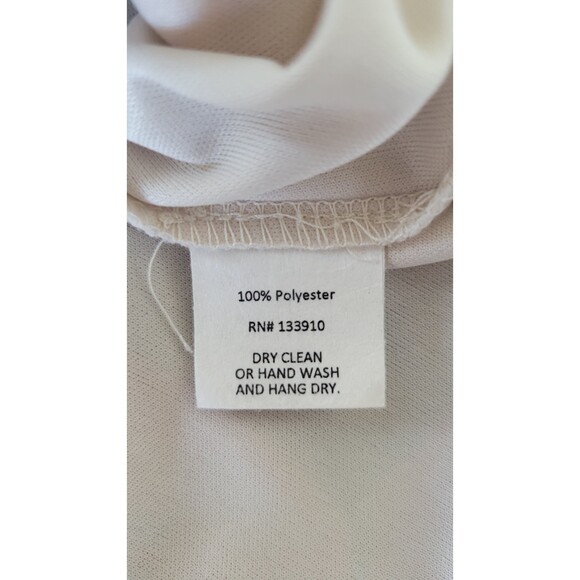 100% Polyester
RN# 133910
DRY CLEAN
OR HAND WASH
AND HANG DRY.